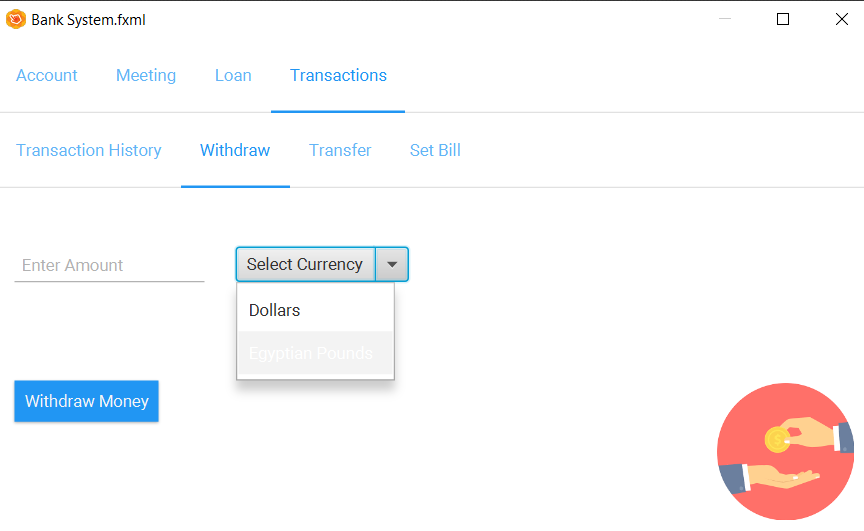 Bank System.fxml
Account Meeting Loan Transactions
Transaction History Withdraw Transfer Set Bill
Enter Amount Select Currency
Dollars
Egyptian Pounds
Withdraw Money
$